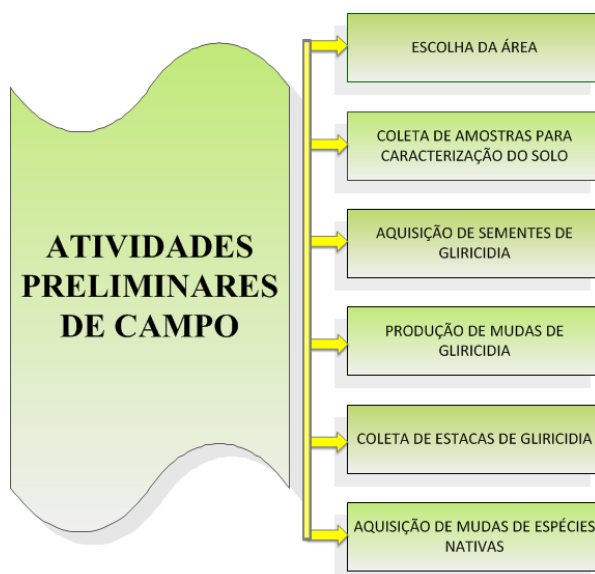 ATIVIDADES
PRELIMINARES
DE CAMPO
ESCOLHA DA ÁREA
COLETA DE AMOSTRAS PARA
CARACTERIZAÇÃO DO SOLO
AQUISIÇÃO DE SEMENTES DE
GLIRICIDIA
PRODUÇÃO DE MUDAS DE
GLIRICIDIA
COLETA DE ESTACAS DE GLIRICIDIA
AQUISIÇÃO DE MUDAS DE ESPÉCIES
NATIVAS